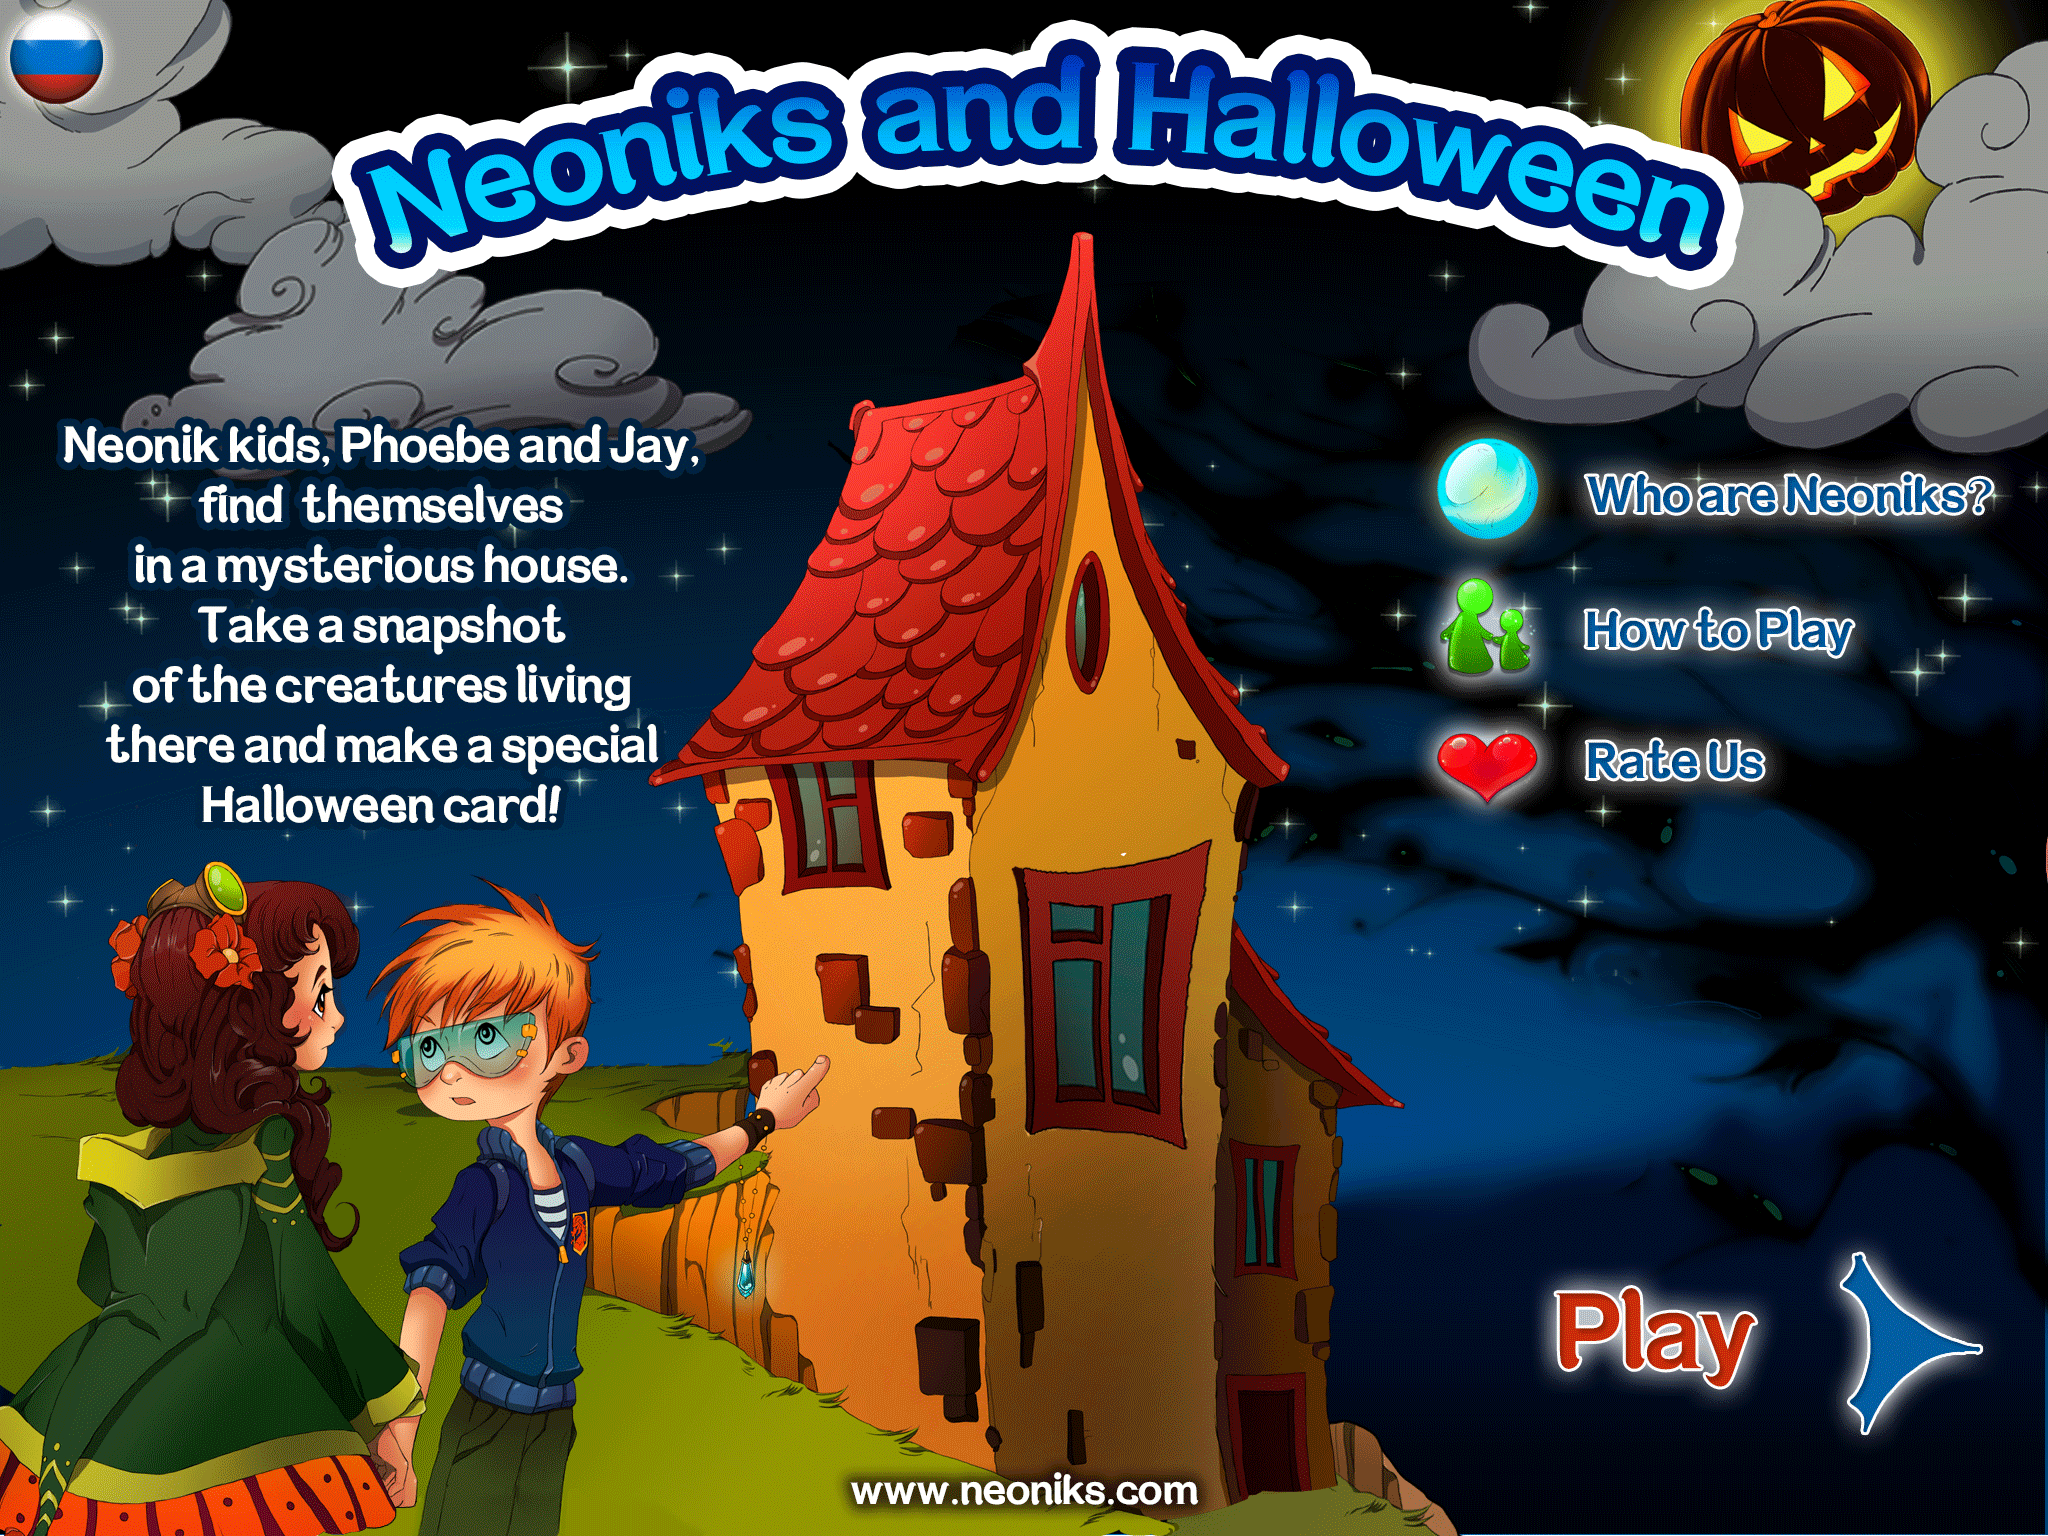 Neoniks and Halloween
Neonik kids, Phoebe and Jay,
find themselves
in a mysterious house.
Take a snapshot
of the creatures living
there and make a special
Halloween card!
Who are Neoniks?
How to Play
Rate Us
Play
www.neoniks.com